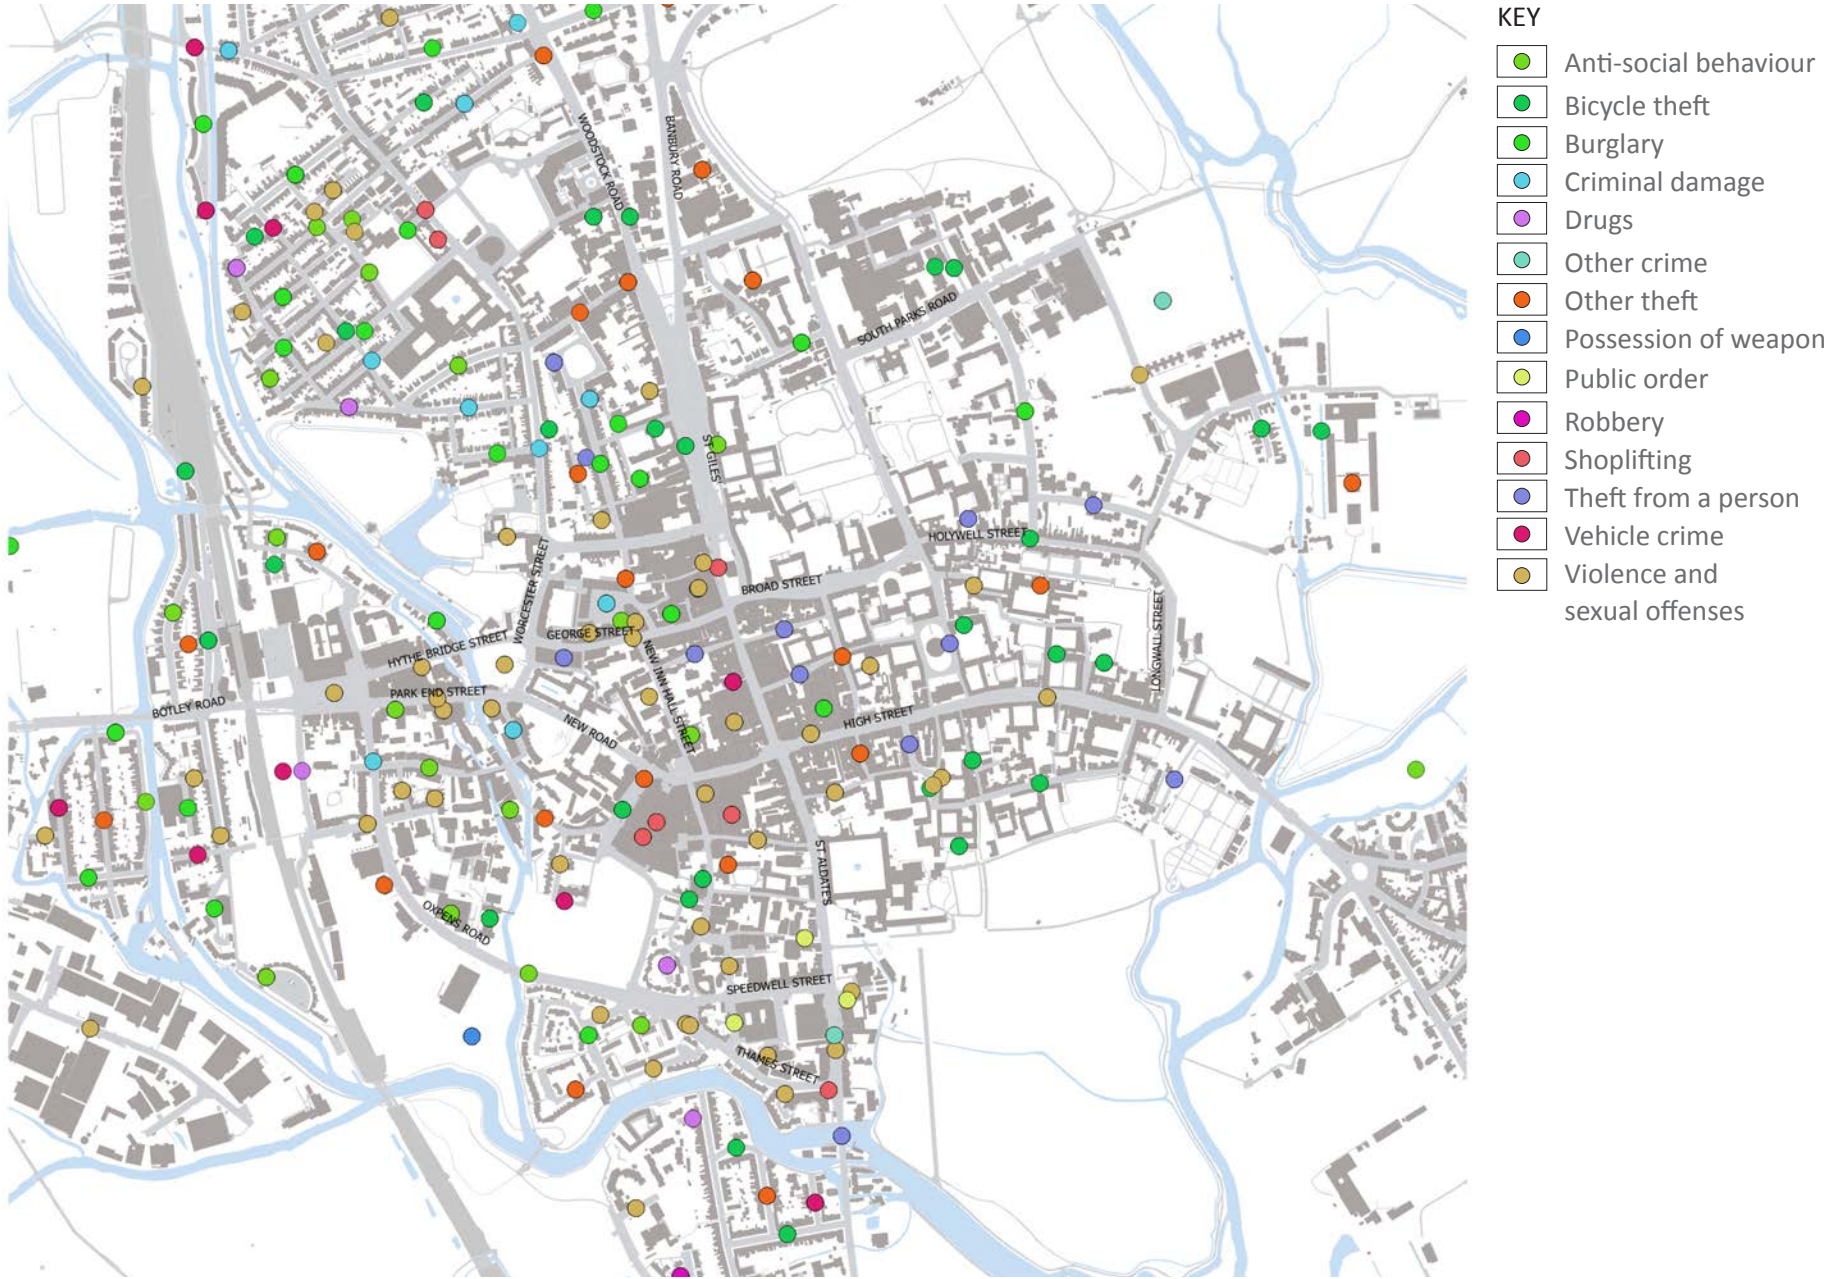 KEY
Anti-social behaviour
Bicycle theft
Burglary
Criminal damage
Drugs
Other crime
Other theft
Possession of weapon
Public order
Robbery
Shoplifting
Theft from a person
Vehicle crime
Violence and
sexual offenses
WOODSTOCK ROAD
BANBURY ROAD
SOUTH PARKS ROAD
ST GILES'
HOLYWELL STREET
BROAD STREET
WORCESTER STREET
GEORGE STREET
HYTHE BRIDGE STREET
NEW INN HALL STREET
LONGWALL STREET
PARK END STREET
BOTLEY ROAD
NEW ROAD
HIGH STREET
ST ALDATE'S
OXPENS ROAD
SPEEDWELL STREET
THAMES STREET